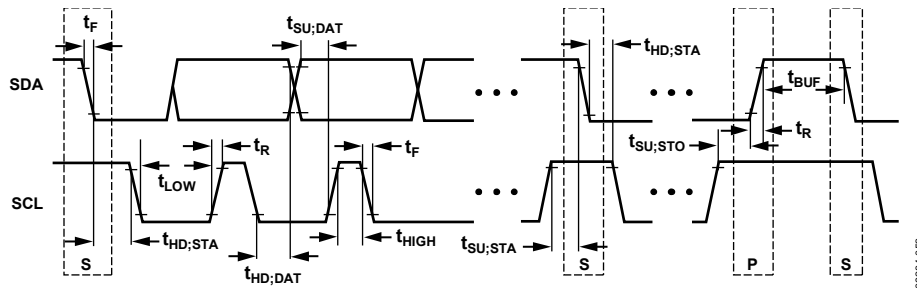 tF
tSU;DAT
tHD;STA
SDA
tBUF
tR
tF
tR
tSU;STO
tLOW
SCL
tHD;STA
tHIGH
tSU;STA
tHD;DAT
S
S
P
S